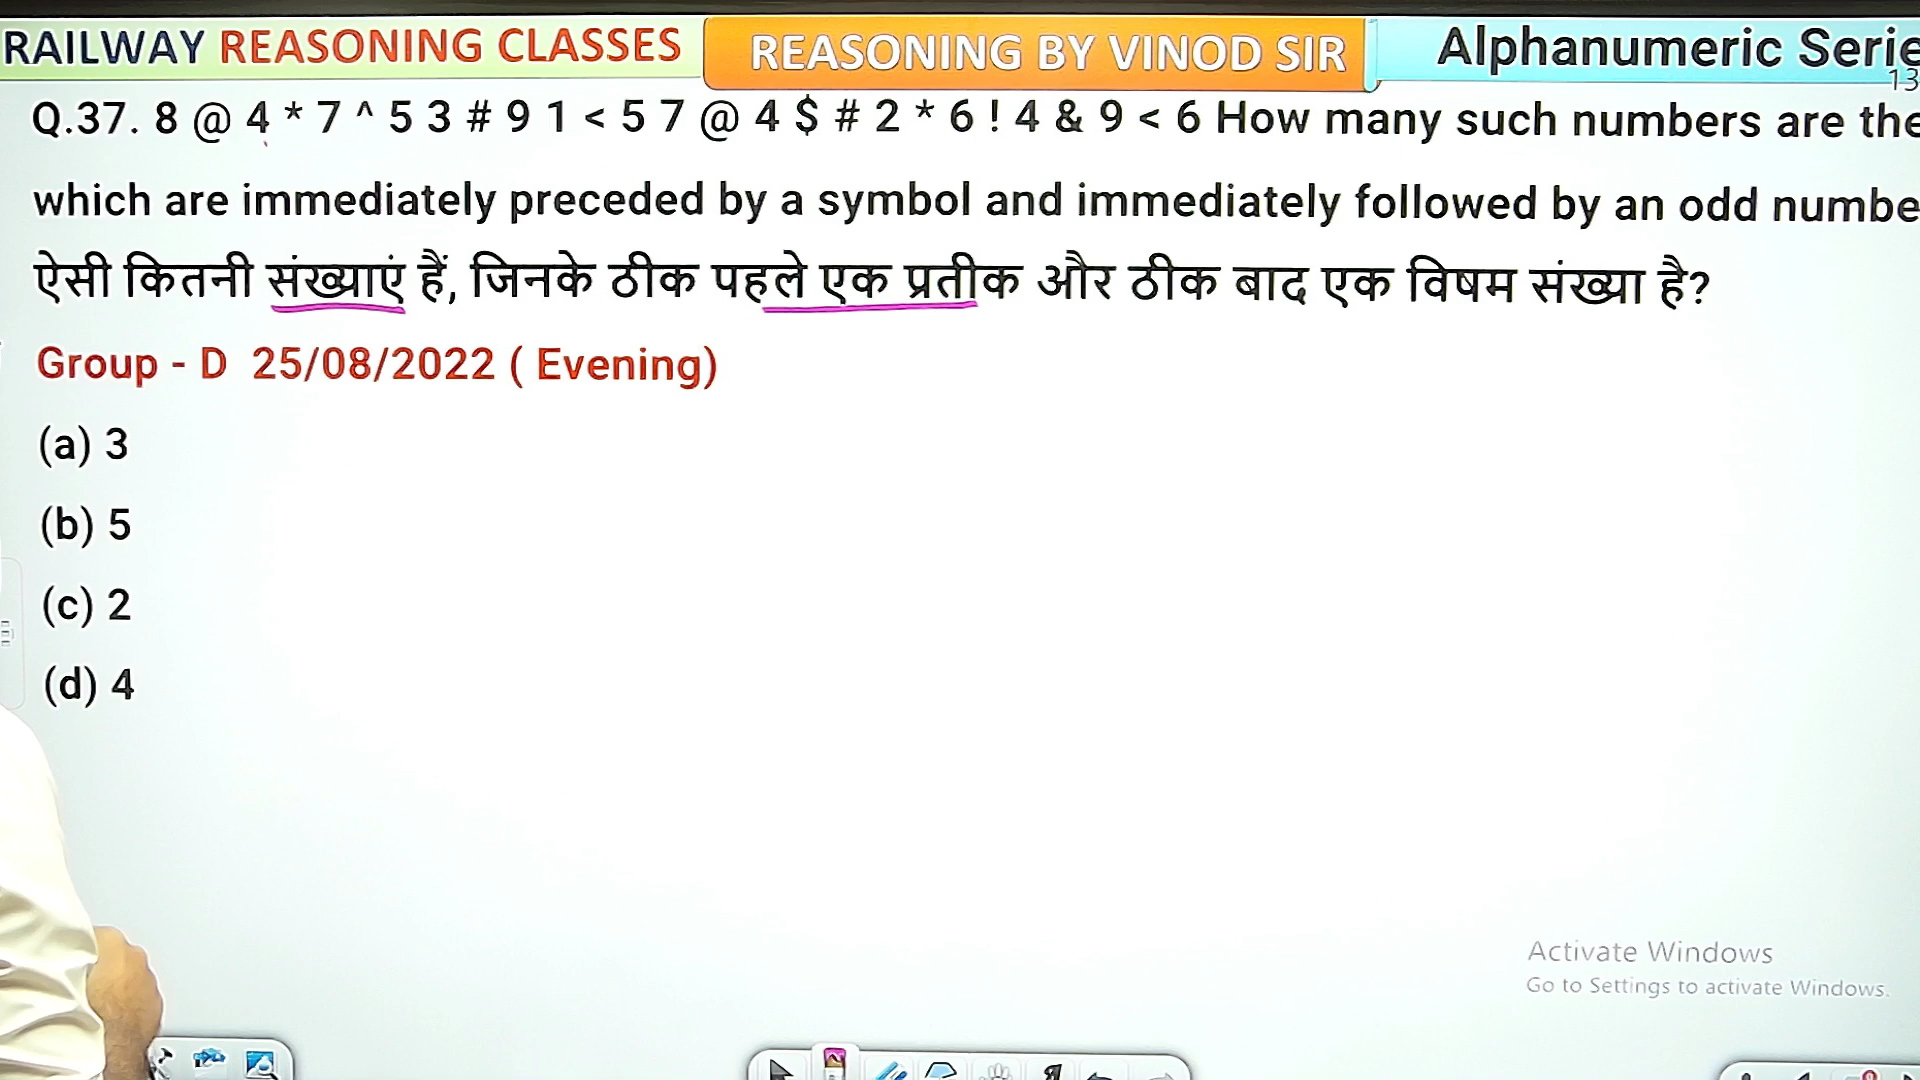 RAILWAY REASONING CLASSES REASONING BY VINOD SIR Alphanumeric Serie
13
Q.37. 8 @ 4 * 7 ^ 5 3 # 9 1 < 5 7 @ 4 $ # 2 * 6 ! 4 & 9 < 6 How many such numbers are the
which are immediately preceded by a symbol and immediately followed by an odd numbe
ऐसी कितनी संख्याएं हैं, जिनके ठीक पहले एक प्रतीक और ठीक बाद एक विषम संख्या है?
Group - D 25/08/2022 ( Evening)
(a) 3
(b) 5
(c) 2
(d) 4
Activate Windows
Go to Settings to activate Windows.